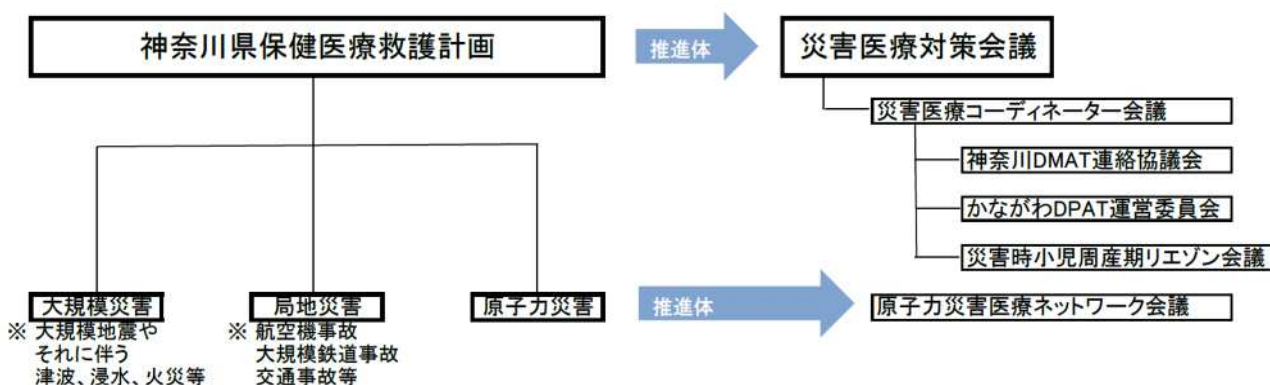 神奈川県保健医療救護計画
推進体
災害医療対策会議
災害医療コーディネーター会議
神奈川DMAT連絡協議会
かながわDPAT運営委員会
災害時小児周産期リエゾン会議
大規模災害
※ 大規模地震や
それに伴う
津波、浸水、火災等
局地災害
※ 航空機事故
大規模鉄道事故
交通事故等
原子力災害
推進体
原子力災害医療ネットワーク会議